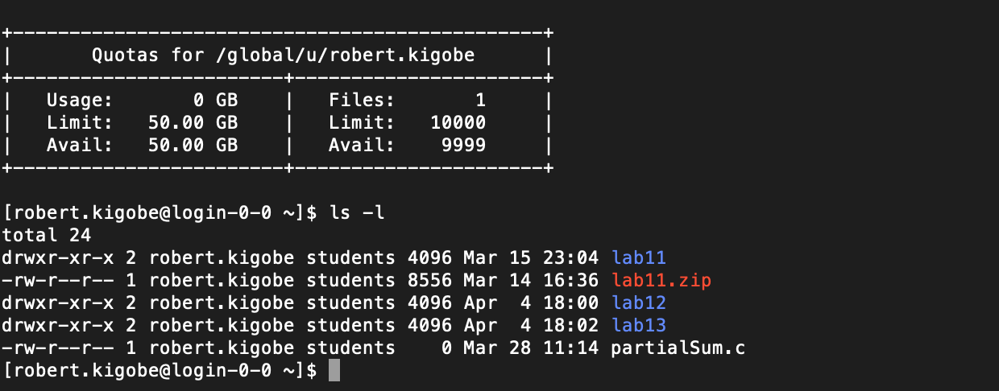 +-----------------------------------------------+
|       Quotas for /global/u/robert.kigobe      |
+------------------------+----------------------+
|   Usage:       0 GB    |   Files:       1     |
|   Limit:   50.00 GB    |   Limit:   10000     |
|   Avail:   50.00 GB    |   Avail:    9999     |
+------------------------+----------------------+
[robert.kigobe@login-0-0 ~]$ ls -l
total 24
drwxr-xr-x 2 robert.kigobe students 4096 Mar 15 23:04 lab11
-rw-r--r-- 1 robert.kigobe students 8556 Mar 14 16:36 lab11.zip
drwxr-xr-x 2 robert.kigobe students 4096 Apr  4 18:00 lab12
drwxr-xr-x 2 robert.kigobe students 4096 Apr  4 18:02 lab13
-rw-r--r-- 1 robert.kigobe students    0 Mar 28 11:14 partialSum.c
[robert.kigobe@login-0-0 ~]$